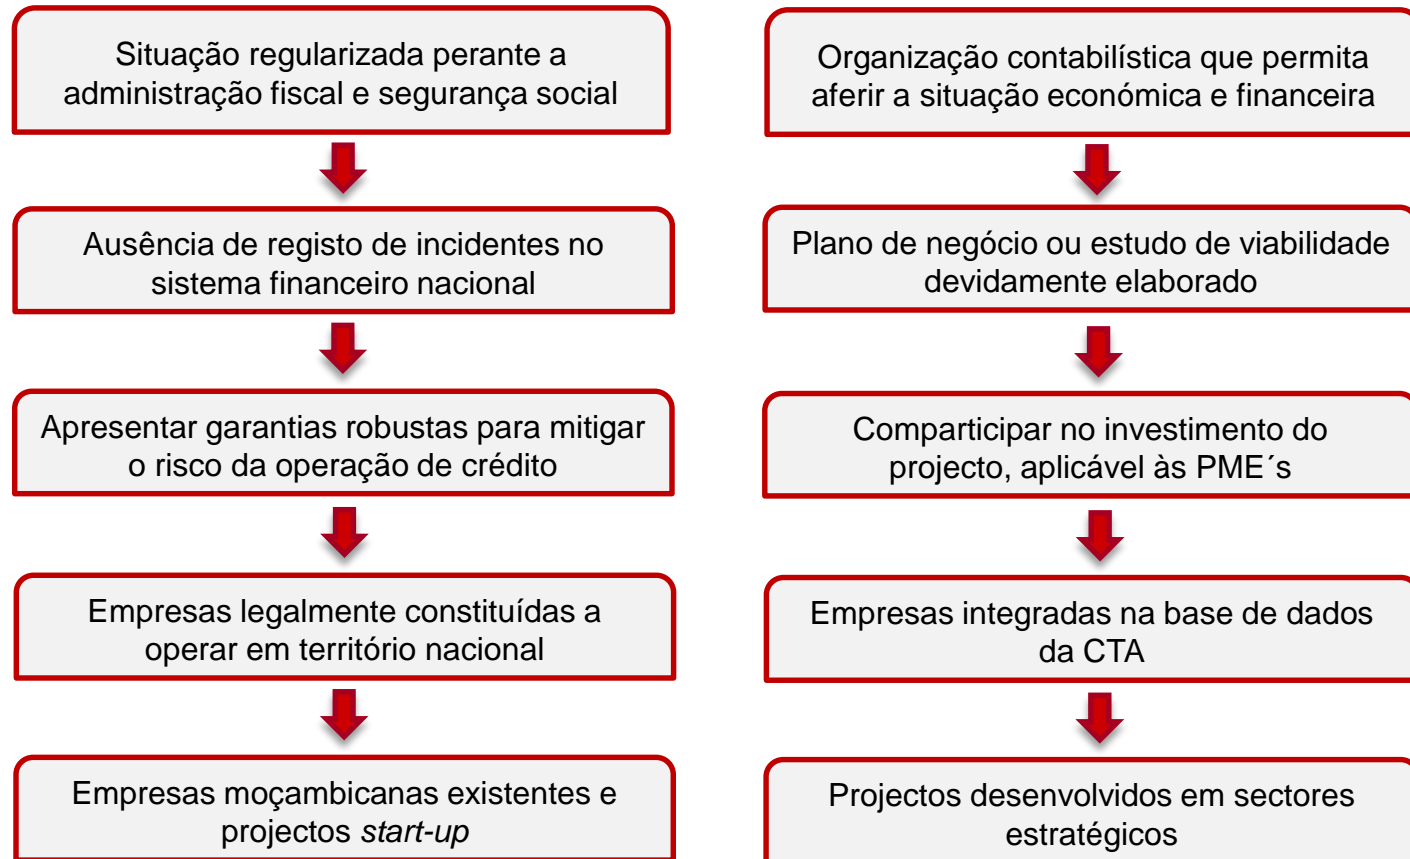 Situação regularizada perante a
administração fiscal e segurança social
Ausência de registo de incidentes no
sistema financeiro nacional
Apresentar garantias robustas para mitigar
o risco da operação de crédito
Empresas legalmente constituídas a
operar em território nacional
Empresas moçambicanas existentes e
projectos start-up
Organização contabilística que permita
aferir a situação económica e financeira
Plano de negócio ou estudo de viabilidade
devidamente elaborado
Comparticipar no investimento do
projecto, aplicável às PME´s
Empresas integradas na base de dados
da CTA
Projectos desenvolvidos em sectores
estratégicos